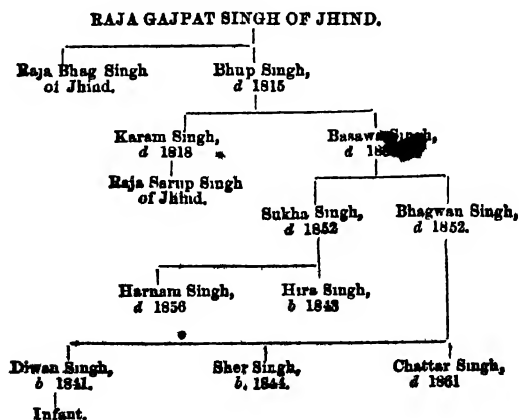 RAJA GAJPAT SINGH OF JHIND.
Raja Bhag Singh
of Jhind.
Bhup Singh,
d 1815
Karam Singh,
d 1818
Basawa Singh,
d
Raja Sarup Singh
of Jhind.
Sukha Singh,
d 1852
Bhagwan Singh,
d 1852.
Harnam Singh,
d 1856
Hira Singh,
b 1843
Diwan Singh,
b 1841.
Sher Singh,
b. 1844.
Chattar Singh,
d 1861
Infant.